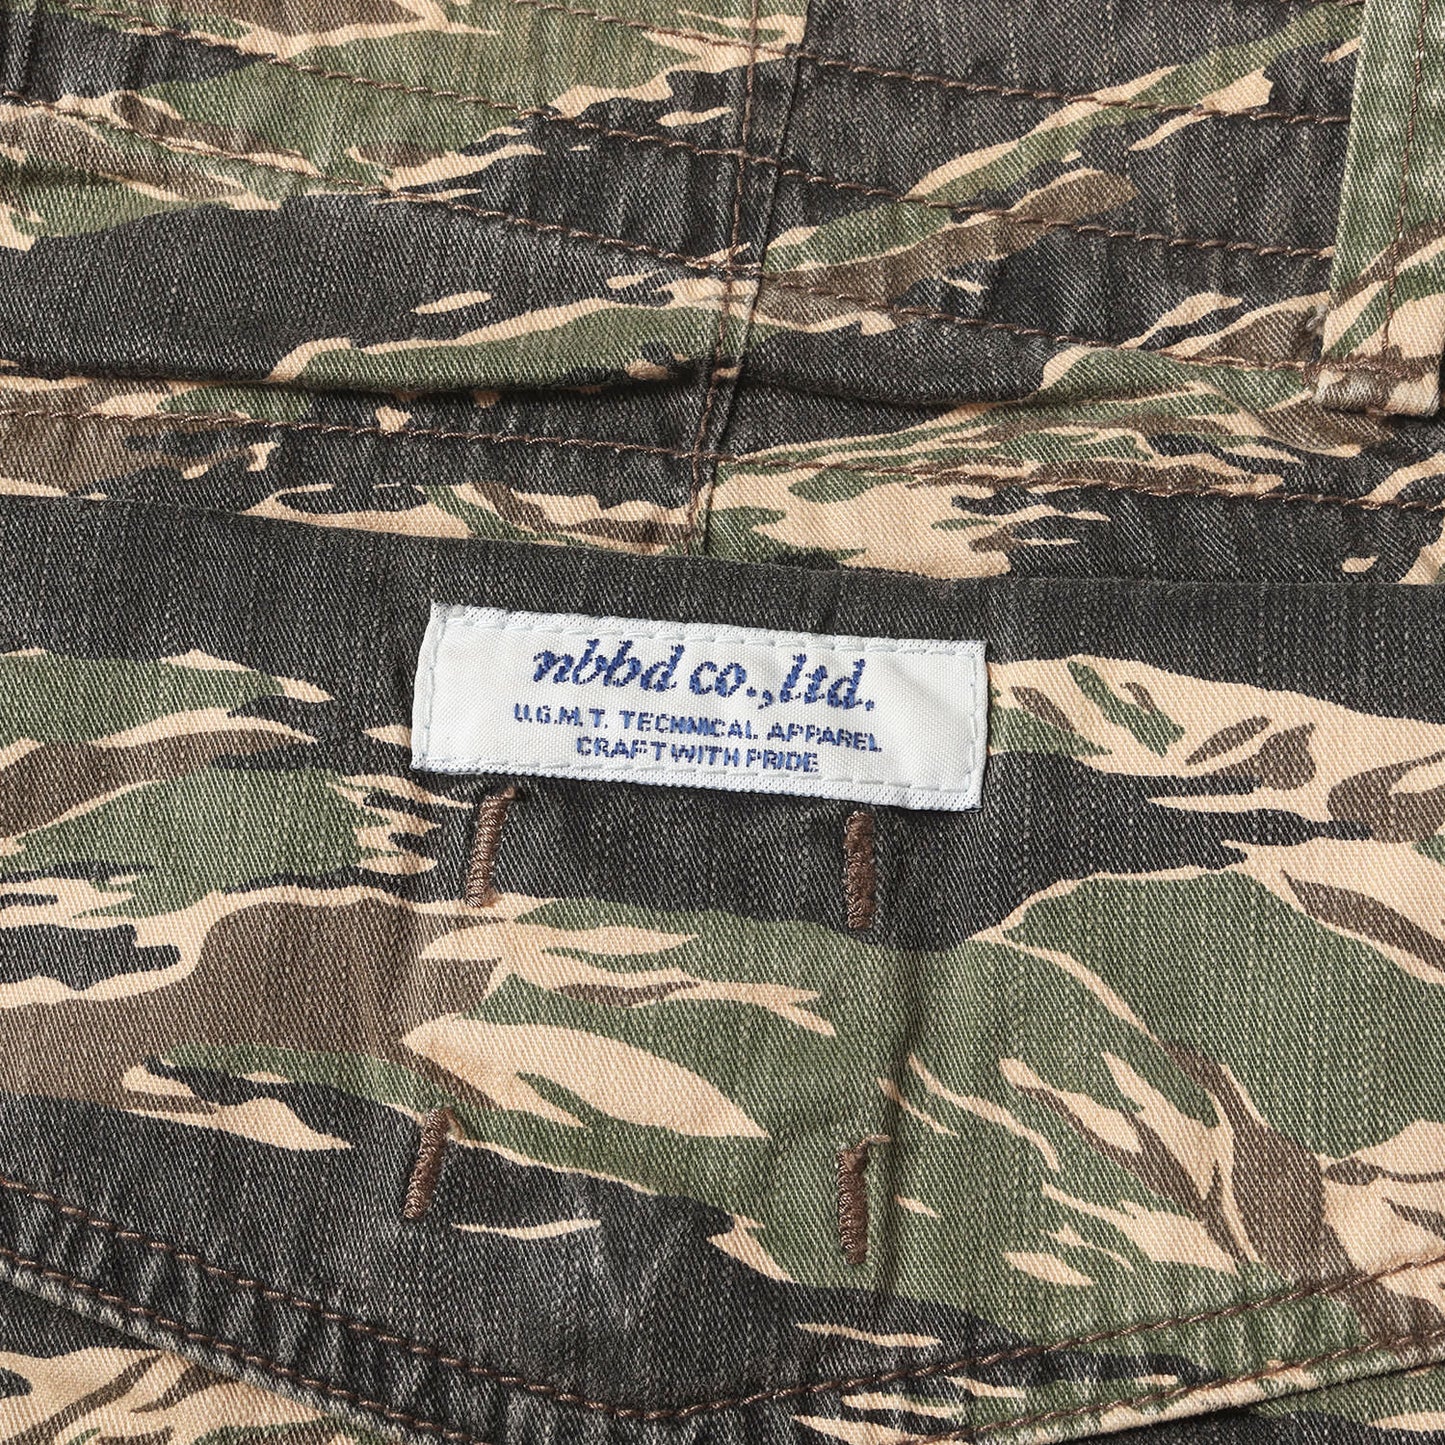 nbbd co.,ltd.
U.G.M.T. TECHNICAL APPAREL
CRAFT WITH PRIDE